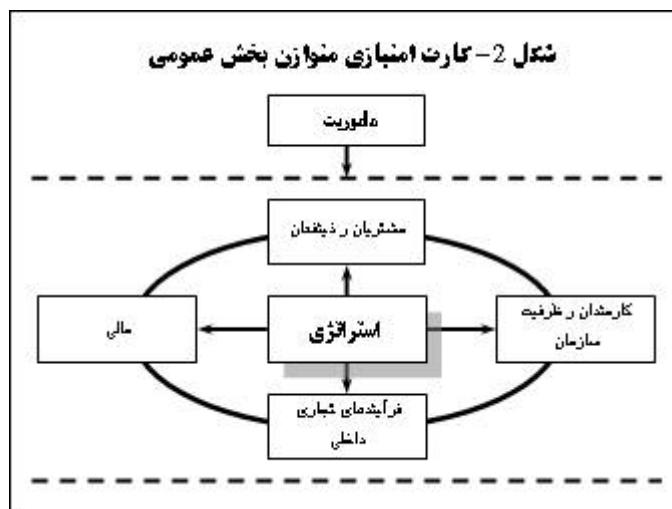 شکل 2- کارت امتیازی متوازن بخش عمومی
ماموریت
مشتریان و ذینفعان
مالی
استراتژی
کارمندان و ظرفیت
سازمان
فرآیندهای تجاری
داخلی